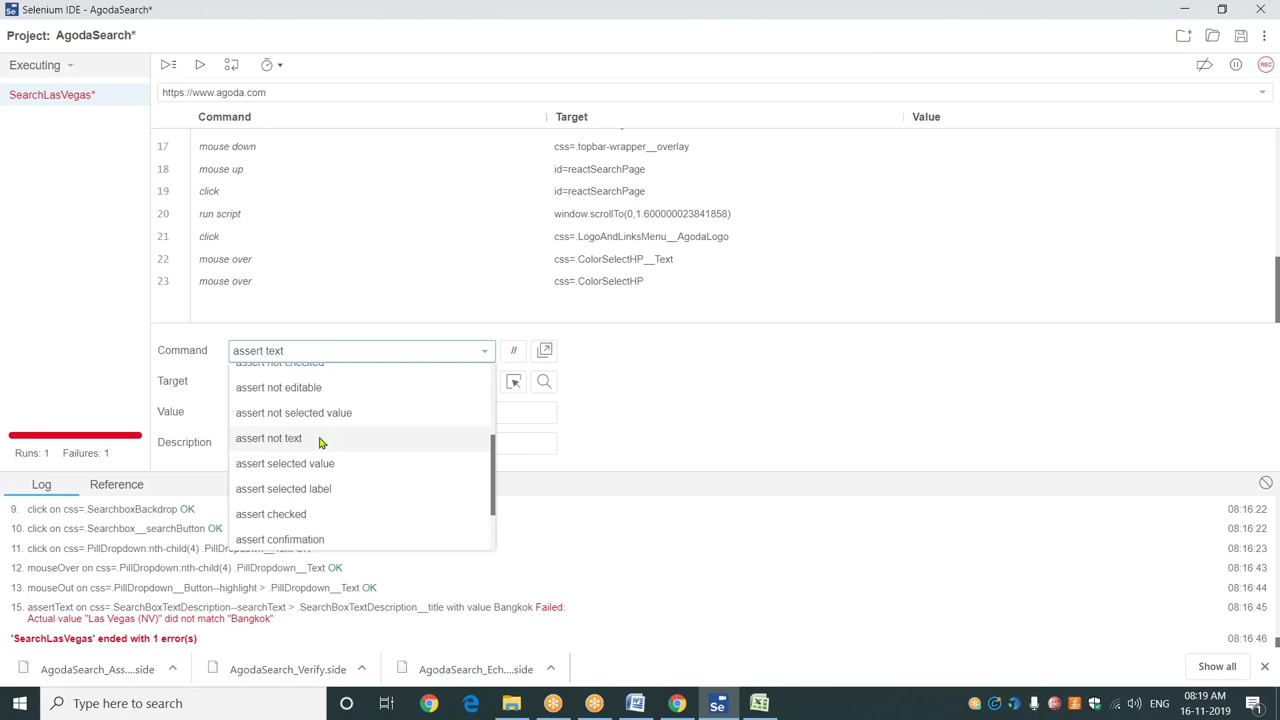 Selenium IDE - AgodaSearch*
Project: AgodaSearch*
Executing
https://www.agoda.com
SearchLasVegas*
Command Target Value
17 mouse down css=.topbar-wrapper__overlay
18 mouse up id=reactSearchPage
19 click id=reactSearchPage
20 run script window.scrollTo(0,1.600000023841858)
21 click css=.LogoAndLinksMenu__AgodaLogo
22 mouse over css=.ColorSelectHP__Text
23 mouse over css=.ColorSelectHP
Command assert text //
assert not checked
Target
assert not editable
Value
assert not selected value
assert not text
Description
assert selected value
assert selected label
assert checked
assert confirmation
Runs: 1 Failures: 1
Log Reference
9. click on css=.SearchboxBackdrop OK 08:16:22
10. click on css=.Searchbox__searchButton OK 08:16:22
11. click on css=.PillDropdown:nth-child(4) .PillDropdown__Text OK 08:16:23
12. mouseOver on css=.PillDropdown:nth-child(4) .PillDropdown__Text OK 08:16:43
13. mouseOut on css=.PillDropdown__Button--highlight > .PillDropdown__Text OK 08:16:44
15. assertText on css=.SearchBoxTextDescription--searchText > .SearchBoxTextDescription__title with value Bangkok Failed: 08:16:45
Actual value "Las Vegas (NV)" did not match "Bangkok"
'SearchLasVegas' ended with 1 error(s) 08:16:46
AgodaSearch_Ass....side AgodaSearch_Verify.side AgodaSearch_Ech....side Show all
Type here to search
ENG
08:19 AM
16-11-2019
REC
Se